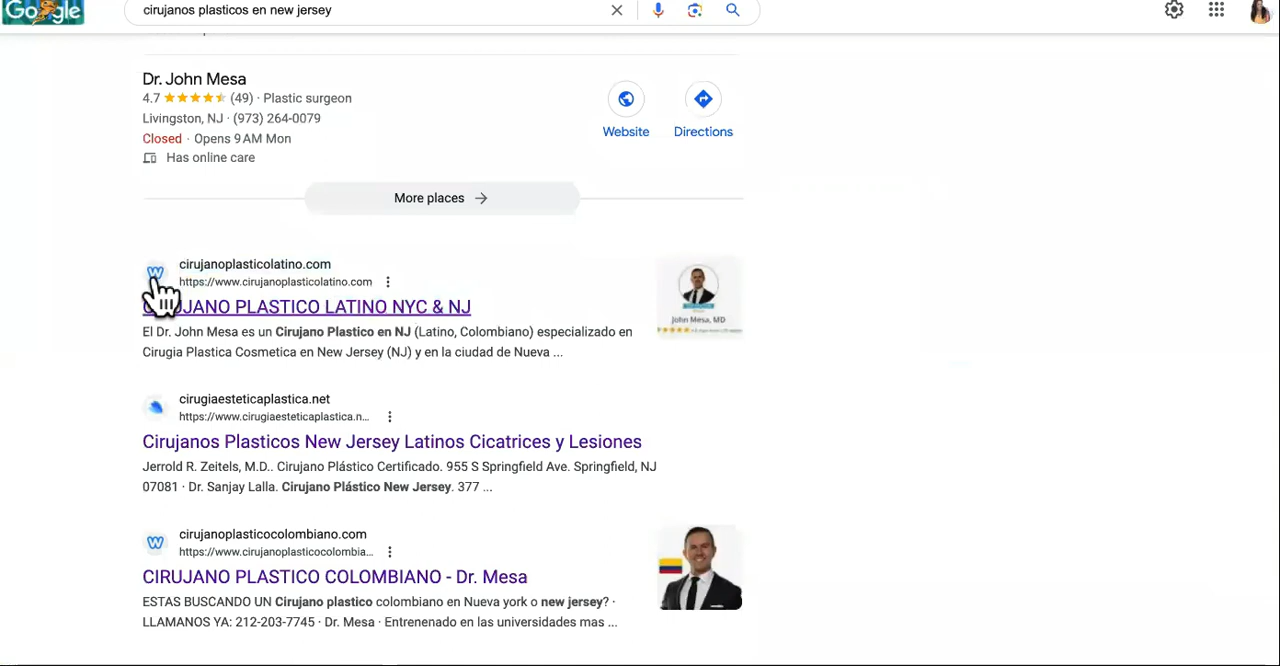 Google
cirujanos plasticos en new jersey
Dr. John Mesa
4.7 (49) · Plastic surgeon
Livingston, NJ · (973) 264-0079
Closed · Opens 9 AM Mon
Has online care
Website
Directions
More places
cirujanoplasticolatino.com
https://www.cirujanoplasticolatino.com
JANO PLASTICO LATINO NYC & NJ
El Dr. John Mesa es un Cirujano Plastico en NJ (Latino, Colombiano) especializado en
Cirugia Plastica Cosmetica en New Jersey (NJ) y en la ciudad de Nueva ...
John Mesa, MD
cirugiaesteticaplastica.net
https://www.cirugiaesteticaplastica.n...
Cirujanos Plasticos New Jersey Latinos Cicatrices y Lesiones
Jerrold R. Zeitels, M.D.. Cirujano Plástico Certificado. 955 S Springfield Ave. Springfield, NJ
07081 · Dr. Sanjay Lalla. Cirujano Plástico New Jersey. 377 ...
cirujanoplasticocolombiano.com
https://www.cirujanoplasticocolombia...
CIRUJANO PLASTICO COLOMBIANO - Dr. Mesa
ESTAS BUSCANDO UN Cirujano plastico colombiano en Nueva york o new jersey? ·
LLAMANOS YA: 212-203-7745 · Dr. Mesa · Entrenenado en las universidades mas ...